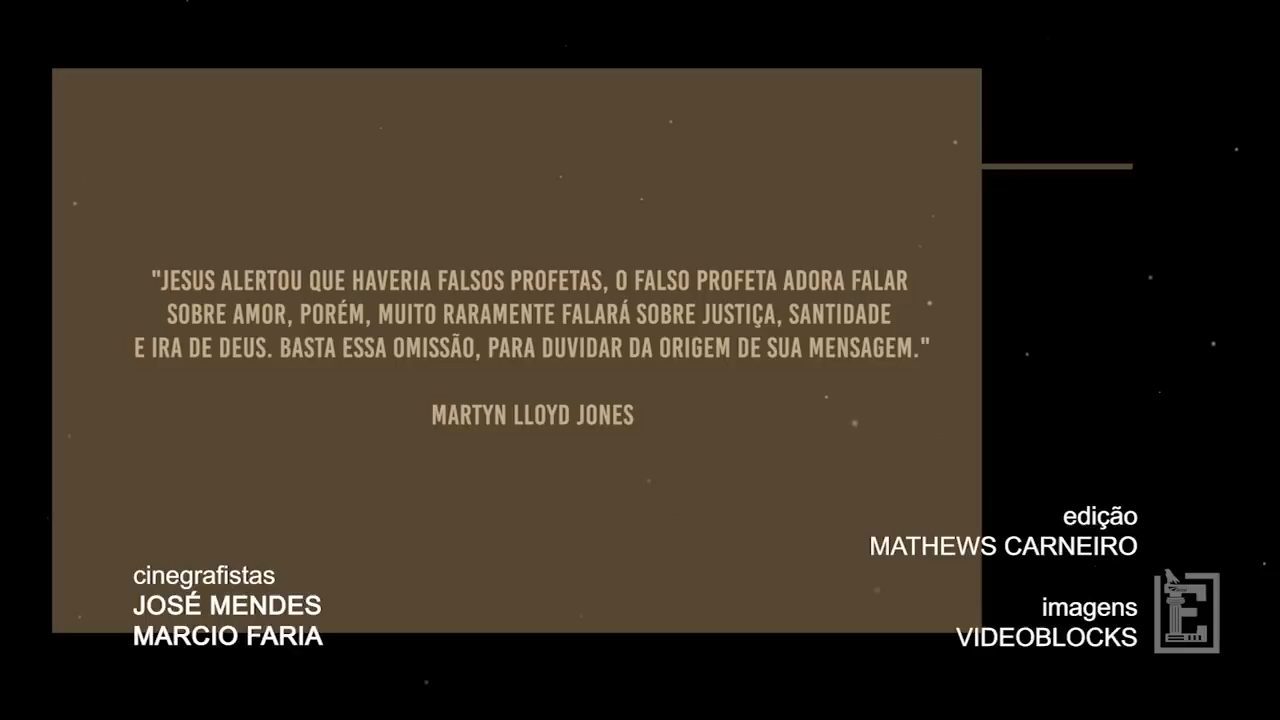 "JESUS ALERTOU QUE HAVERIA FALSOS PROFETAS, O FALSO PROFETA ADORA FALAR
SOBRE AMOR, PORÉM, MUITO RARAMENTE FALARÁ SOBRE JUSTIÇA, SANTIDADE
E IRA DE DEUS. BASTA ESSA OMISSÃO, PARA DUVIDAR DA ORIGEM DE SUA MENSAGEM."
MARTYN LLOYD JONES
cinegrafistas
JOSÉ MENDES
MARCIO FARIA
edição
MATHEWS CARNEIRO
imagens
VIDEOBLOCKS
E